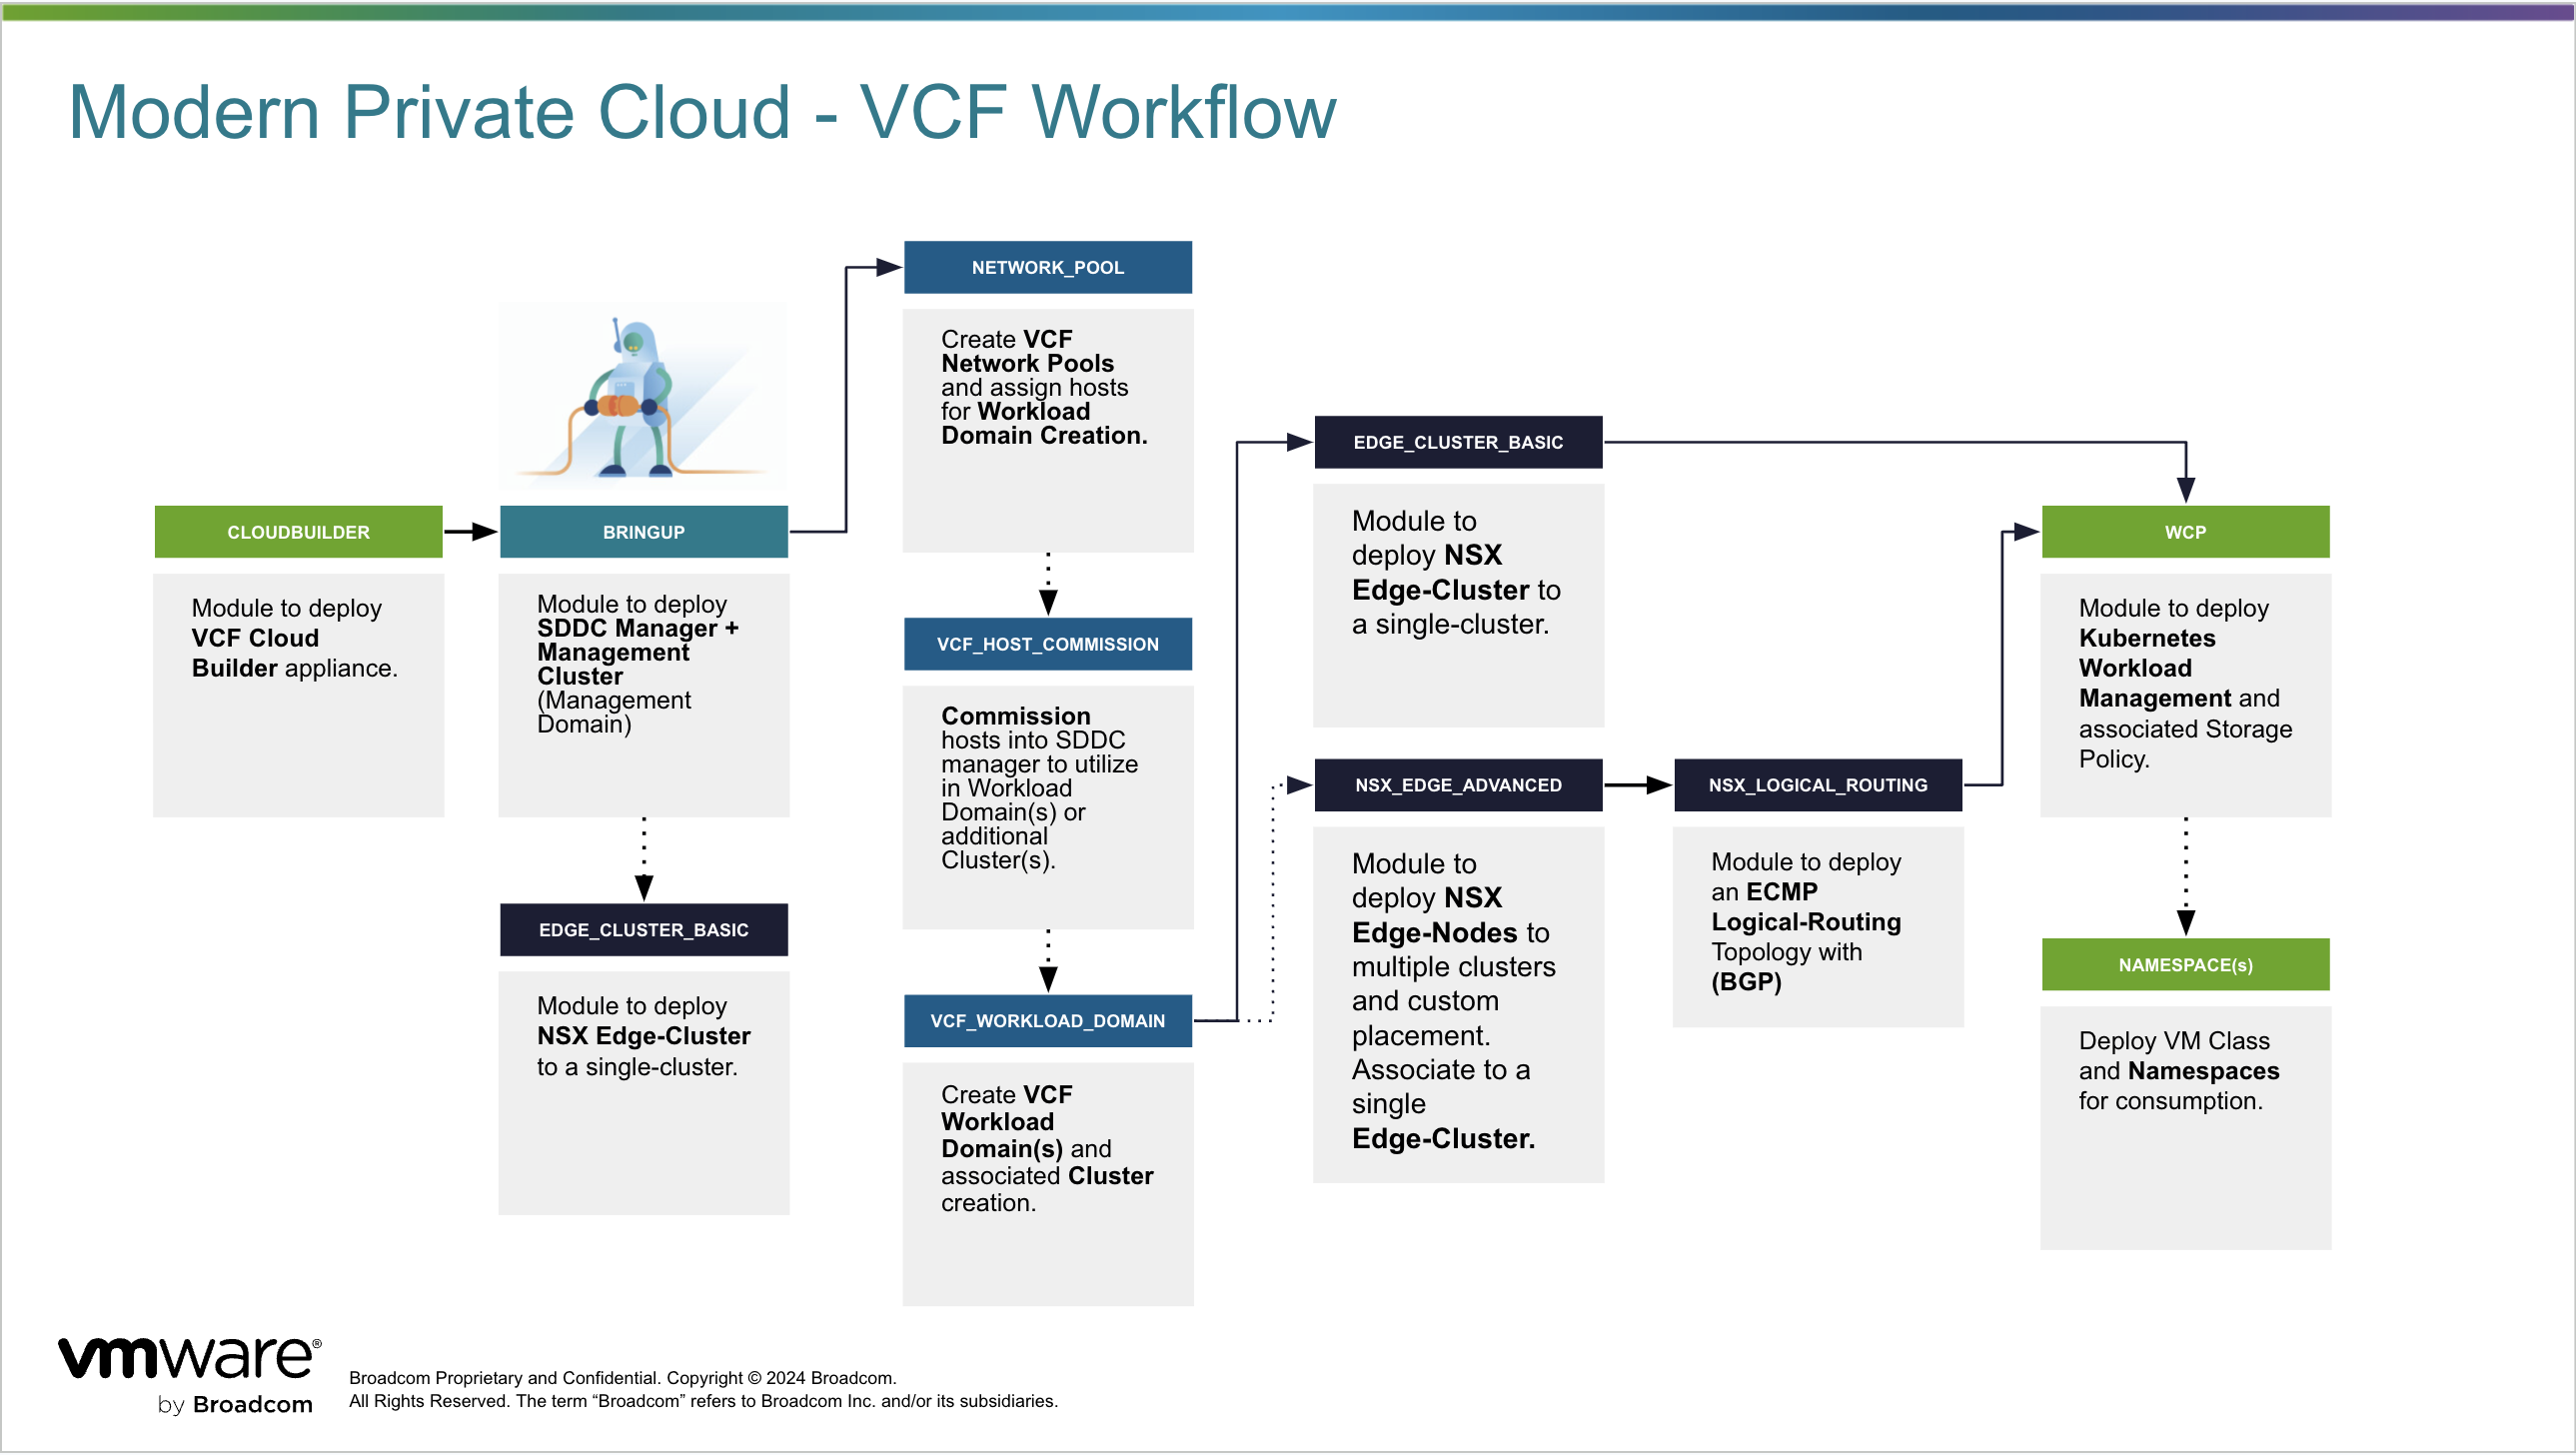 Modern Private Cloud - VCF Workflow
CLOUDBUILDER
Module to deploy
VCF Cloud
Builder appliance.
BRINGUP
Module to deploy
SDDC Manager +
Management
Cluster
(Management
Domain)
EDGE_CLUSTER_BASIC
Module to deploy
NSX Edge-Cluster
to a single-cluster.
NETWORK_POOL
Create VCF
Network Pools
and assign hosts
for Workload
Domain Creation.
VCF_HOST_COMMISSION
Commission
hosts into SDDC
manager to utilize
in Workload
Domain(s) or
additional
Cluster(s).
VCF_WORKLOAD_DOMAIN
Create VCF
Workload
Domain(s) and
associated Cluster
creation.
EDGE_CLUSTER_BASIC
Module to
deploy NSX
Edge-Cluster to
a single-cluster.
NSX_EDGE_ADVANCED
Module to
deploy NSX
Edge-Nodes to
multiple clusters
and custom
placement.
Associate to a
single
Edge-Cluster.
NSX_LOGICAL_ROUTING
Module to deploy
an ECMP
Logical-Routing
Topology with
(BGP)
WCP
Module to deploy
Kubernetes
Workload
Management and
associated Storage
Policy.
NAMESPACE(s)
Deploy VM Class
and Namespaces
for consumption.
vmware®
by Broadcom
Broadcom Proprietary and Confidential. Copyright © 2024 Broadcom.
All Rights Reserved. The term “Broadcom” refers to Broadcom Inc. and/or its subsidiaries.